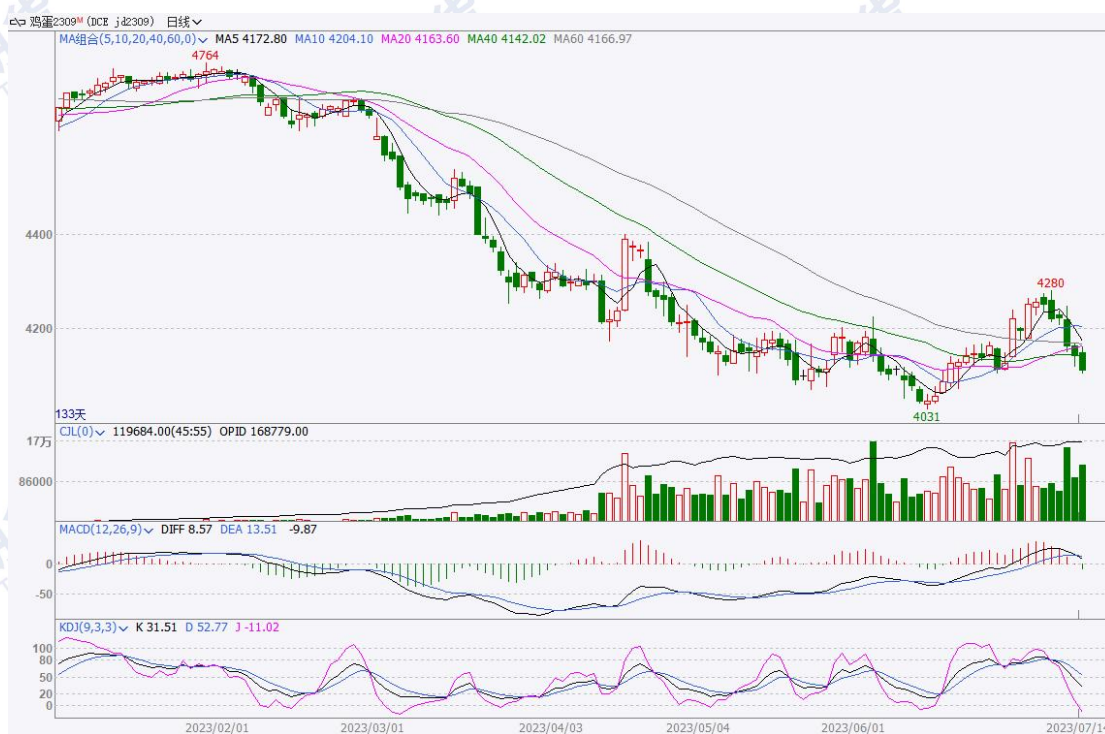 鸡蛋2309M (DCE jd2309) 日线
MA组合(5,10,20,40,60,0) MA5 4172.80 MA10 4204.10 MA20 4163.60 MA40 4142.02 MA60 4166.97
4764
4400
4280
4200
4031
133天
CJL(0) 119684.00(45:55) OPID 168779.00
17万
86000
MACD(12,26,9) DIFF 8.57 DEA 13.51 -9.87
0
-50
KDJ(9,3,3) K 31.51 D 52.77 J -11.02
100
80
50
20
0
2023/02/01 2023/03/01 2023/04/03 2023/05/04 2023/06/01 2023/07/14